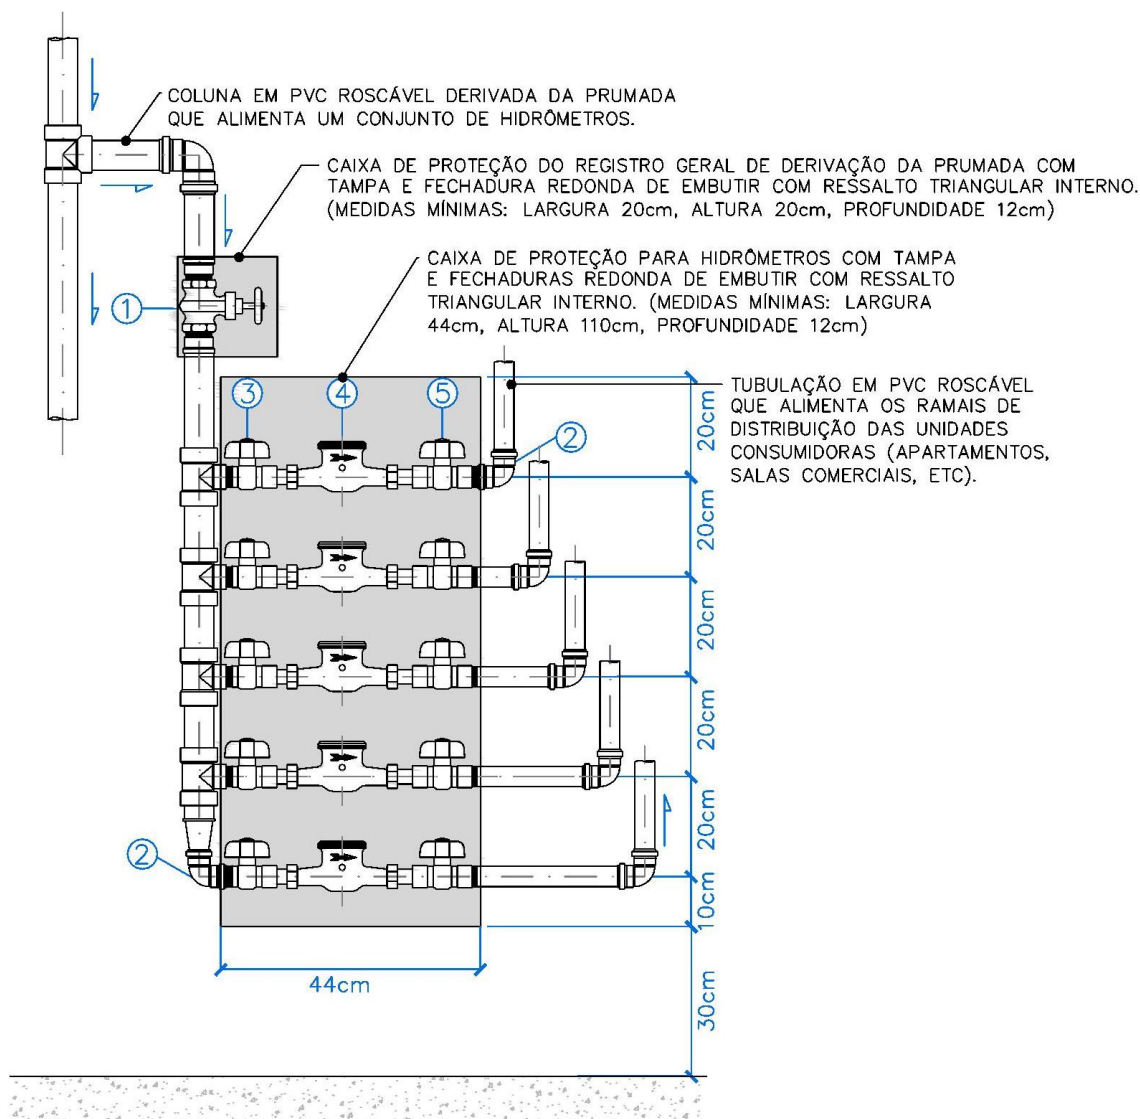 COLUNA EM PVC ROSCÁVEL DERIVADA DA PRUMADA
QUE ALIMENTA UM CONJUNTO DE HIDRÔMETROS.
CAIXA DE PROTEÇÃO DO REGISTRO GERAL DE DERIVAÇÃO DA PRUMADA COM
TAMPA E FECHADURA REDONDA DE EMBUTIR COM RESSALTO TRIANGULAR INTERNO.
(MEDIDAS MÍNIMAS: LARGURA 20cm, ALTURA 20cm, PROFUNDIDADE 12cm)
CAIXA DE PROTEÇÃO PARA HIDRÔMETROS COM TAMPA
E FECHADURAS REDONDA DE EMBUTIR COM RESSALTO
TRIANGULAR INTERNO. (MEDIDAS MÍNIMAS: LARGURA
44cm, ALTURA 110cm, PROFUNDIDADE 12cm)
1
3
4
5
2
TUBULAÇÃO EM PVC ROSCÁVEL
QUE ALIMENTA OS RAMAIS DE
DISTRIBUIÇÃO DAS UNIDADES
CONSUMIDORAS (APARTAMENTOS,
SALAS COMERCIAIS, ETC).
20cm
20cm
20cm
20cm
20cm
2
10cm
44cm
30cm